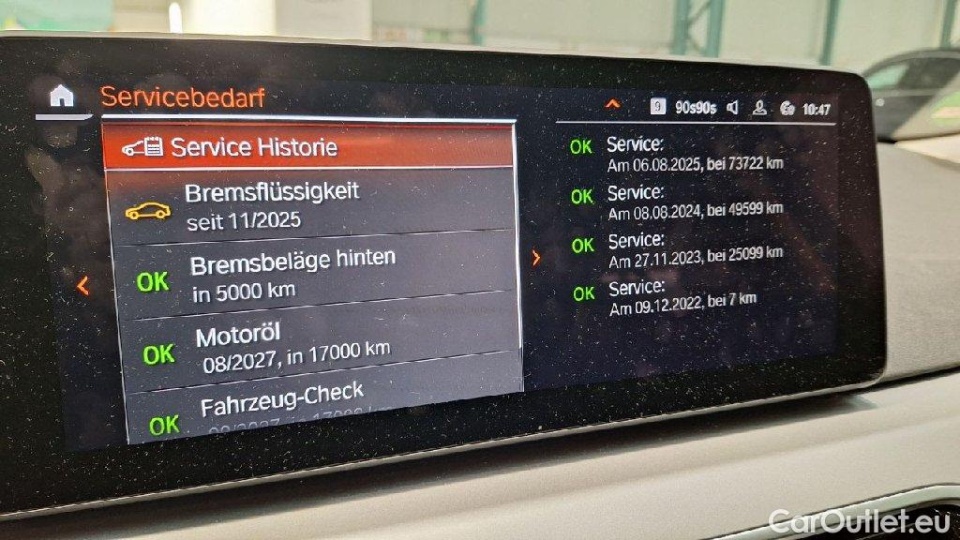 Servicebedarf
9 90s90s 10:47
Service Historie
Bremsflüssigkeit
seit 11/2025
OK Bremsbeläge hinten
in 5000 km
OK Motoröl
08/2027, in 17000 km
OK Fahrzeug-Check
OK Service:
Am 06.08.2025, bei 73722 km
OK Service:
Am 08.08.2024, bei 49599 km
OK Service:
Am 27.11.2023, bei 25099 km
OK Service:
Am 09.12.2022, bei 7 km
CarOutlet.eu